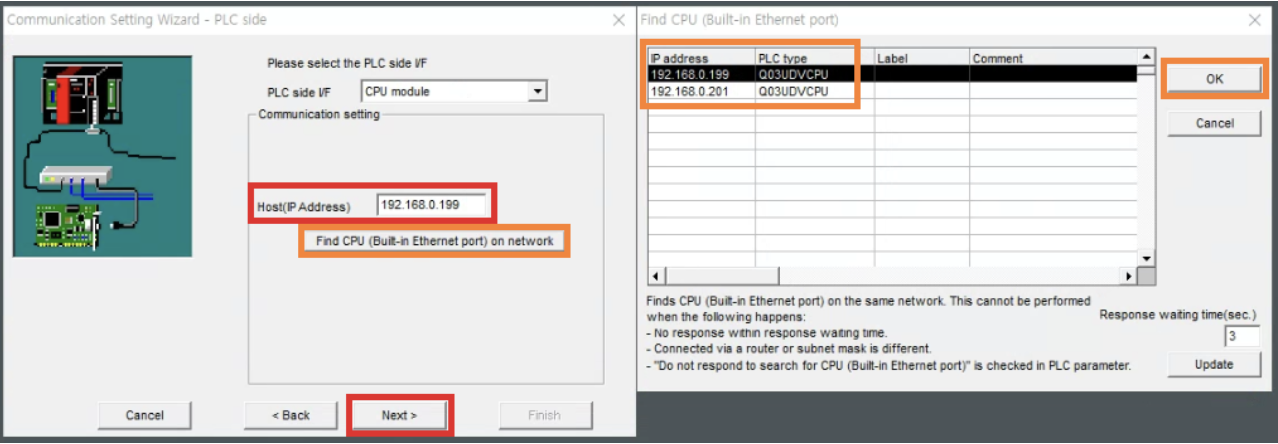 Communication Setting Wizard - PLC side
Please select the PLC side I/F
PLC side I/F CPU module
Communication setting
Host(IP Address) 192.168.0.199
Find CPU (Built-in Ethernet port) on network
Cancel < Back Next > Finish
Find CPU (Built-in Ethernet port)
IP address PLC type Label Comment
192.168.0.199 Q03UDVCPU
192.168.0.201 Q03UDVCPU
OK
Cancel
Finds CPU (Built-in Ethernet port) on the same network. This cannot be performed
when the following happens:
- No response within response waiting time.
- Connected via a router or subnet mask is different.
- "Do not respond to search for CPU (Built-in Ethernet port)" is checked in PLC parameter.
Response waiting time(sec.)
3
Update